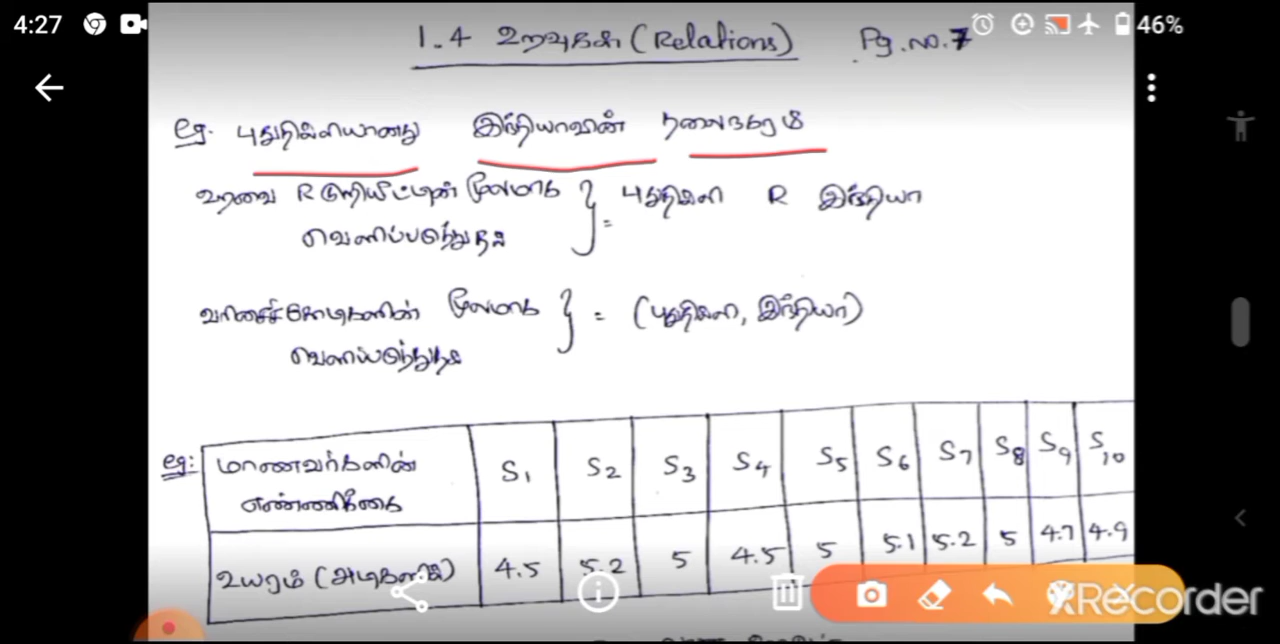 4:27 46%
1.4 உறவுகள் (Relations) Pg.no.7
eg. புதுதில்லியானது இந்தியாவின் தலைநகரம்
உறவை R குறியீட்டின் மூலமாக } = புதுதில்லி R இந்தியா
வெளிப்படுத்துதல்
வரிசைச்சோடிகளின் மூலமாக } = (புதுதில்லி, இந்தியா)
வெளிப்படுத்துதல்
eg: மாணவர்களின் எண்ணிக்கை S1 S2 S3 S4 S5 S6 S7 S8 S9 S10
உயரம் (அடிகளில்) 4.5 5.2 5 4.5 5 5.1 5.2 5 4.7 4.9
XRecorder